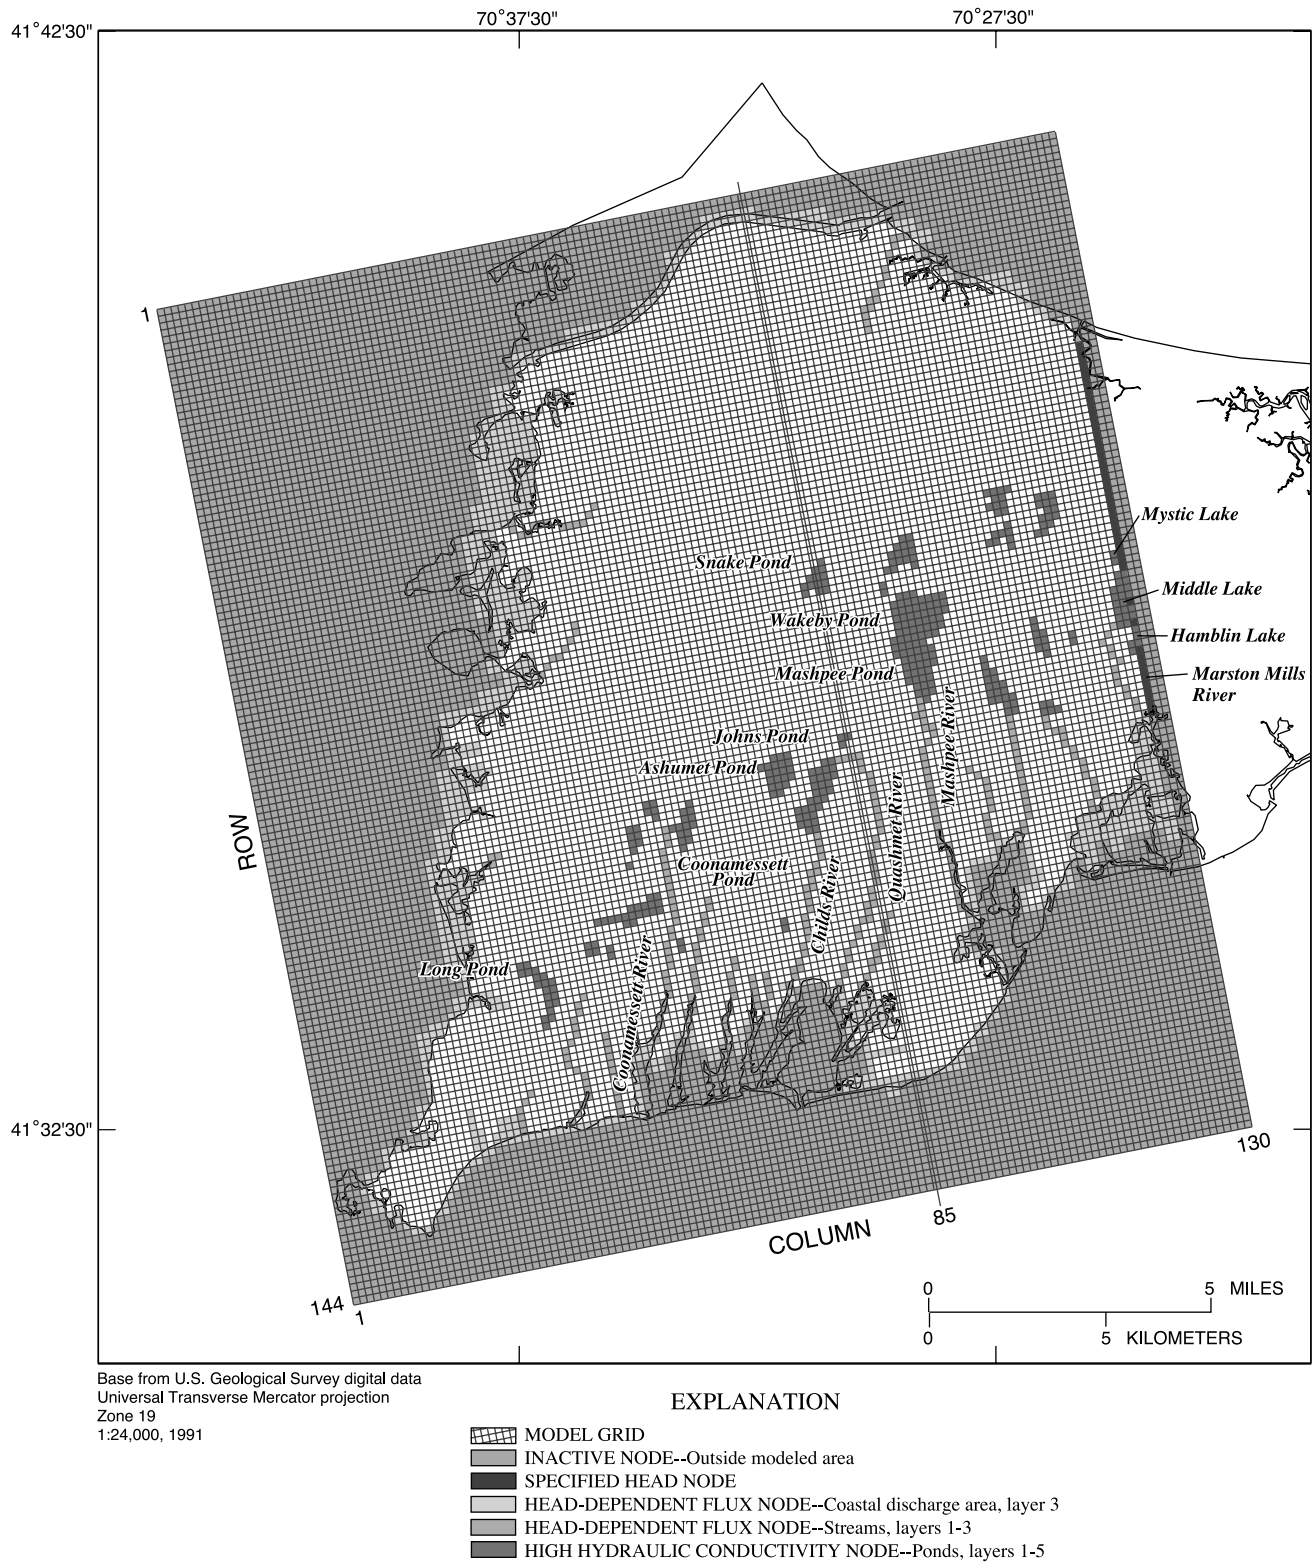 70°37'30"
70°27'30"
41°42'30"
1
Mystic Lake
Snake Pond
Middle Lake
Wakeby Pond
Hamblin Lake
Mashpee Pond
Marston Mills
River
Mashpee River
Johns Pond
Ashumet Pond
Quashmet River
ROW
Coonamessett
Pond
Childs River
Long Pond
Coonamessett River
41°32'30"
130
85
COLUMN
144
1
0 5 MILES
0 5 KILOMETERS
Base from U.S. Geological Survey digital data
Universal Transverse Mercator projection
Zone 19
1:24,000, 1991
EXPLANATION
MODEL GRID
INACTIVE NODE--Outside modeled area
SPECIFIED HEAD NODE
HEAD-DEPENDENT FLUX NODE--Coastal discharge area, layer 3
HEAD-DEPENDENT FLUX NODE--Streams, layers 1-3
HIGH HYDRAULIC CONDUCTIVITY NODE--Ponds, layers 1-5